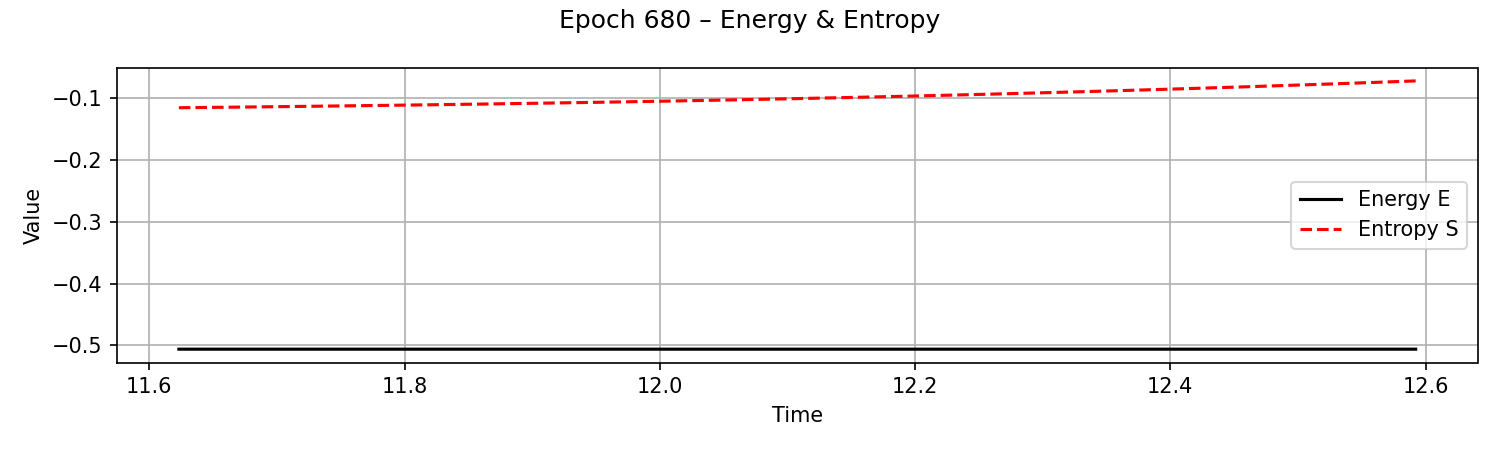 Epoch 680 – Energy & Entropy
Value
−0.1
−0.2
−0.3
−0.4
−0.5
Energy E
Entropy S
11.6 11.8 12.0 12.2 12.4 12.6
Time